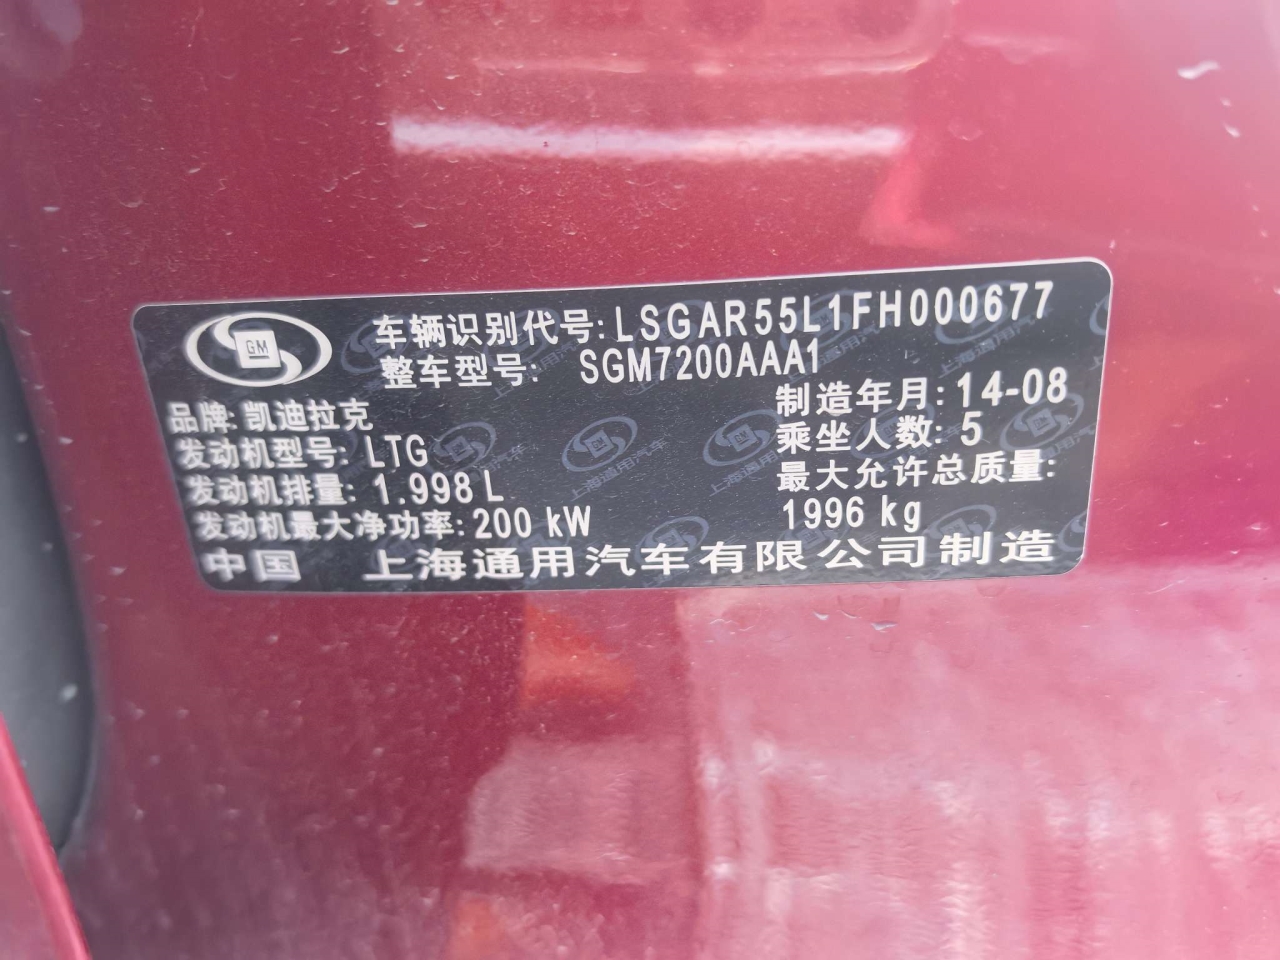 GM
车辆识别代号:LSGAR55L1FH000677
整车型号: SGM7200AAA1
品牌:凯迪拉克
制造年月:14-08
发动机型号:LTG
乘坐人数:5
发动机排量:1.998L
最大允许总质量:
1996 kg
发动机最大净功率:200 kW
中国 上海通用汽车有限公司制造